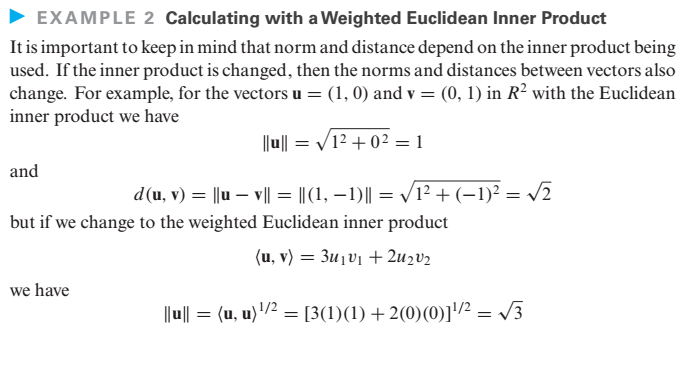 ▶ EXAMPLE 2 Calculating with a Weighted Euclidean Inner Product
It is important to keep in mind that norm and distance depend on the inner product being
used. If the inner product is changed, then the norms and distances between vectors also
change. For example, for the vectors u = (1, 0) and v = (0, 1) in R² with the Euclidean
inner product we have
‖u‖ = √(1² + 0²) = 1
and
d(u, v) = ‖u − v‖ = ‖(1, −1)‖ = √(1² + (−1)²) = √2
but if we change to the weighted Euclidean inner product
⟨u, v⟩ = 3u₁v₁ + 2u₂v₂
we have
‖u‖ = ⟨u, u⟩^1/2 = [3(1)(1) + 2(0)(0)]^1/2 = √3